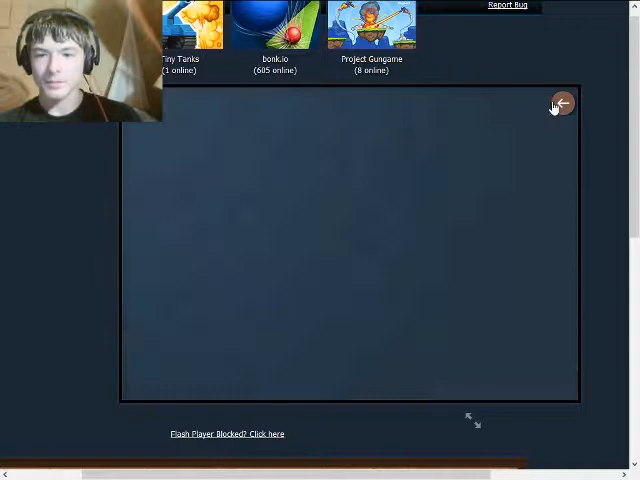 Report Bug
Tiny Tanks bonk.io Project Gungame
(1 online) (605 online) (8 online)
Flash Player Blocked? Click here